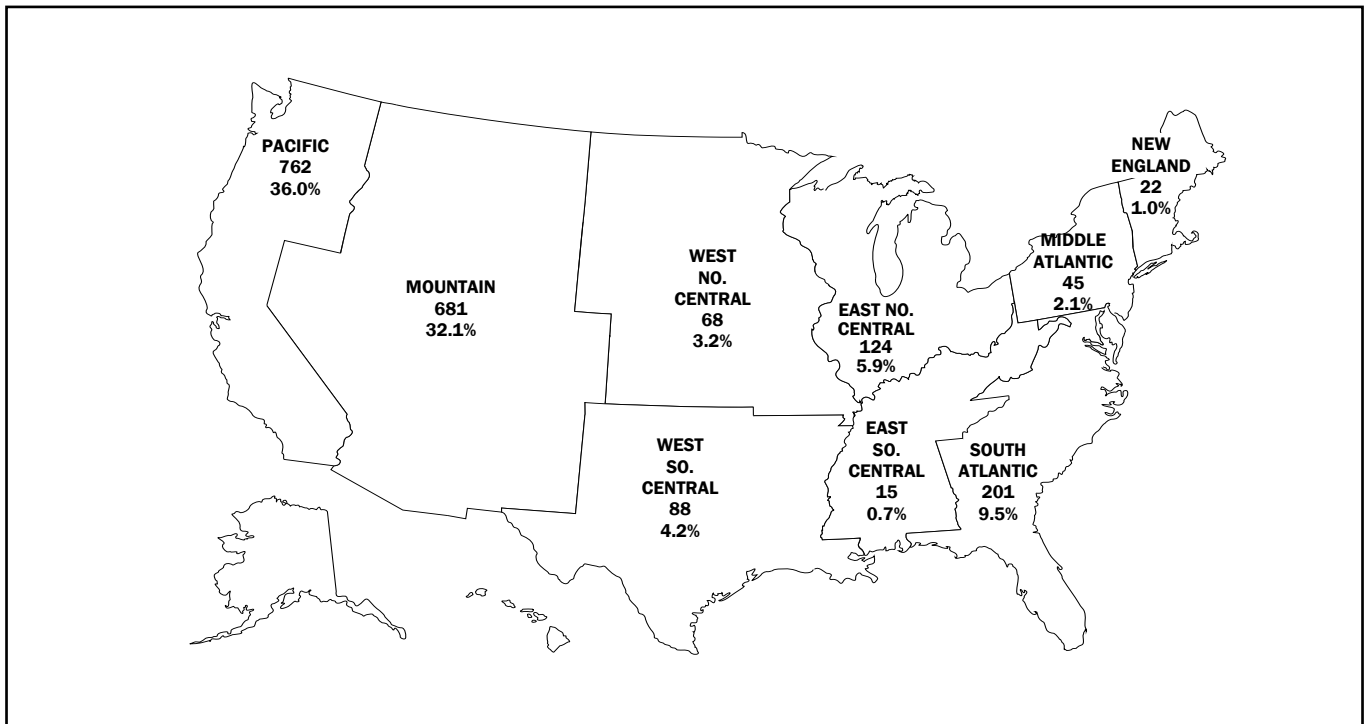 PACIFIC
762
36.0%
MOUNTAIN
681
32.1%
WEST
NO.
CENTRAL
68
3.2%
WEST
SO.
CENTRAL
88
4.2%
EAST NO.
CENTRAL
124
5.9%
EAST
SO.
CENTRAL
15
0.7%
SOUTH
ATLANTIC
201
9.5%
MIDDLE
ATLANTIC
45
2.1%
NEW
ENGLAND
22
1.0%